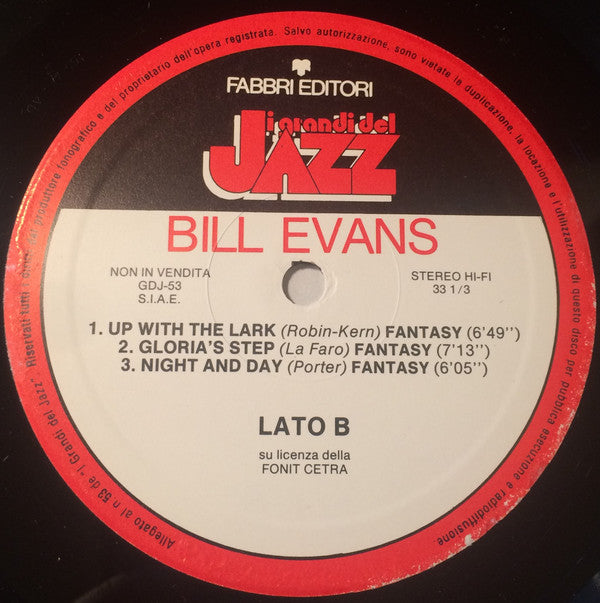 FABBRI EDITORI
i grandi del
JAZZ
BILL EVANS
NON IN VENDITA
GDJ-53
S.I.A.E.
STEREO HI-FI
33 1/3
1. UP WITH THE LARK (Robin-Kern) FANTASY (6'49'')
2. GLORIA'S STEP (La Faro) FANTASY (7'13'')
3. NIGHT AND DAY (Porter) FANTASY (6'05'')
LATO B
su licenza della
FONIT CETRA
Allegato al n 53 de "I Grandi del Jazz" Riservati tutti i produttore fonografico e del proprietario dell'opera registrata. Salvo autorizzazione, sono vietate la duplicazione, la locazione e l'utilizzazione di questo disco per pubblica esecuzione e radiodiffusione